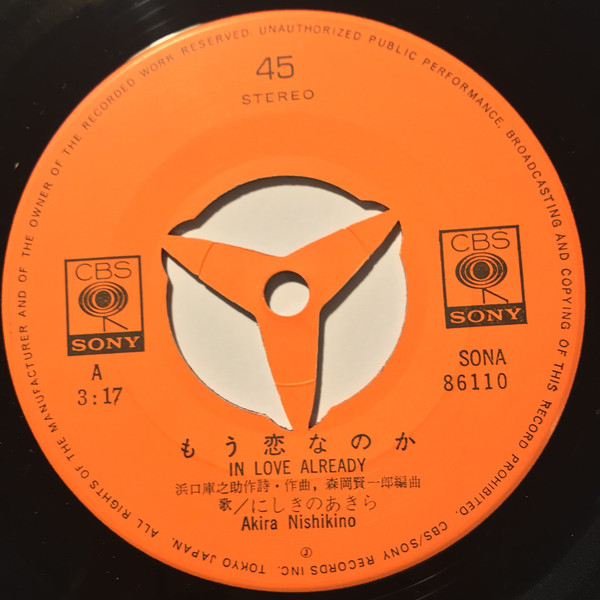 ALL RIGHTS OF THE MANUFACTURER AND OF THE OWNER OF THE RECORDED WORK RESERVED. UNAUTHORIZED PUBLIC PERFORMANCE, BROADCASTING AND COPYING OF THIS RECORD PROHIBITED. CBS/SONY RECORDS INC. TOKYO JAPAN.
45
STEREO
CBS
SONY
CBS
SONY
A
3:17
SONA
86110
もう恋なのか
IN LOVE ALREADY
浜口庫之助作詩・作曲，森岡賢一郎編曲
歌/にしきのあきら
Akira Nishikino
Ⓙ